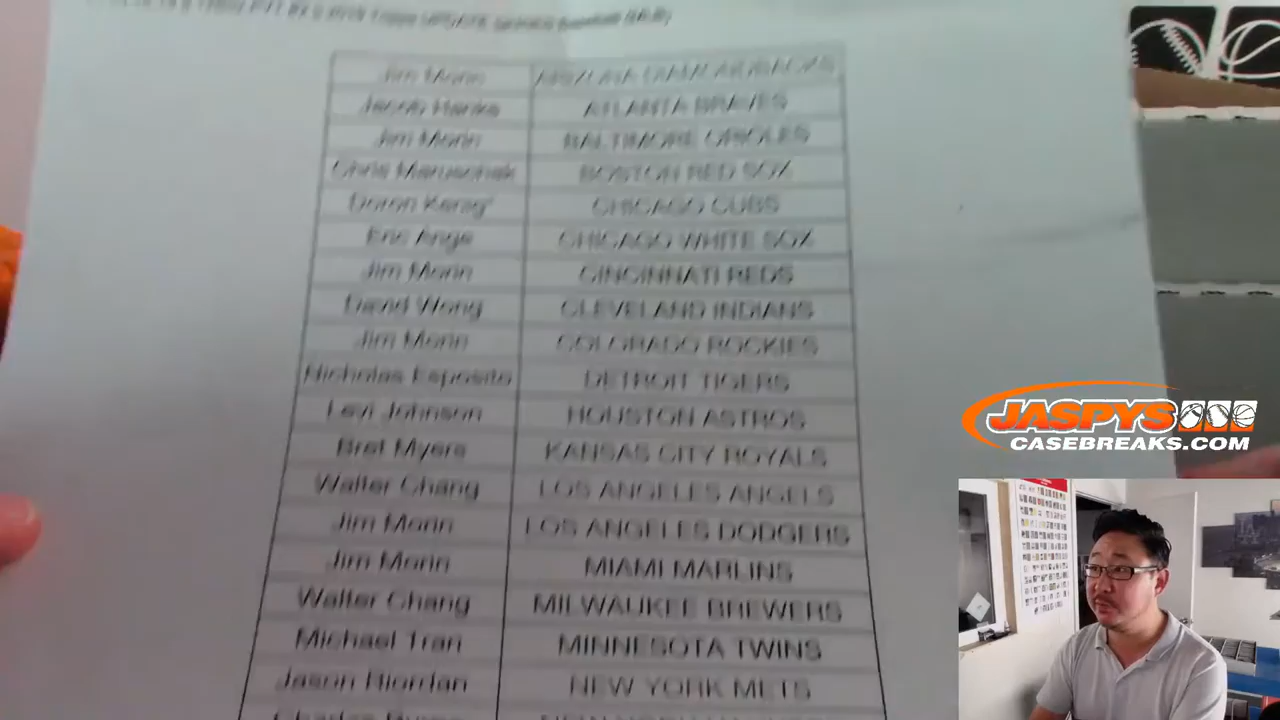 Jim Morin ARIZONA DIAMONDBACKS
Jacob Hanks ATLANTA BRAVES
Jim Morin BALTIMORE ORIOLES
Chris Maruschak BOSTON RED SOX
Doron CHICAGO CUBS
Eric Ange CHICAGO WHITE SOX
Jim Morin CINCINNATI REDS
David Wong CLEVELAND INDIANS
Jim Morin COLORADO ROCKIES
Nicholas Esposito DETROIT TIGERS
Levi Johnson HOUSTON ASTROS
Bret Myers KANSAS CITY ROYALS
Walter Chang LOS ANGELES ANGELS
Jim Morin LOS ANGELES DODGERS
Jim Morin MIAMI MARLINS
Walter Chang MILWAUKEE BREWERS
Michael Tran MINNESOTA TWINS
Jason Riordan NEW YORK METS
JASPYS
CASEBREAKS.COM